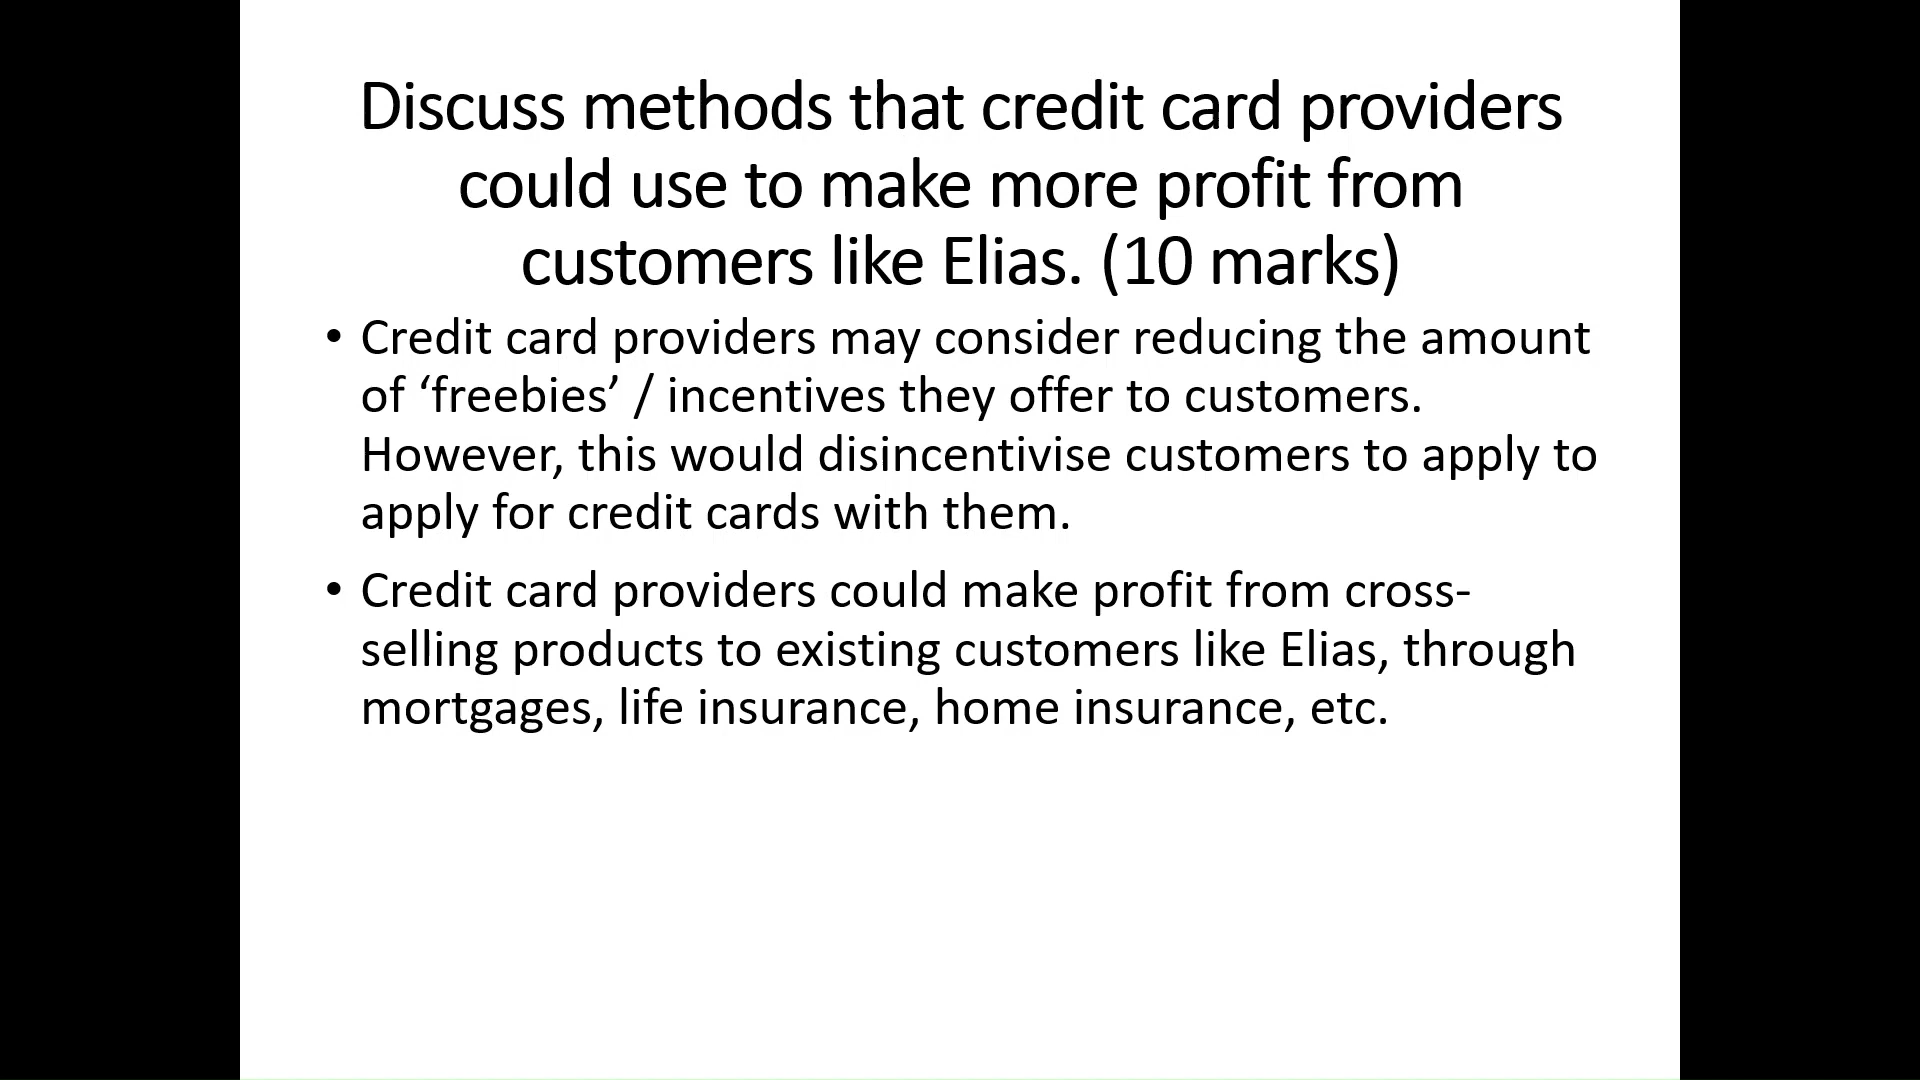 Discuss methods that credit card providers
could use to make more profit from
customers like Elias. (10 marks)
• Credit card providers may consider reducing the amount
of ‘freebies’ / incentives they offer to customers.
However, this would disincentivise customers to apply to
apply for credit cards with them.
• Credit card providers could make profit from cross-
selling products to existing customers like Elias, through
mortgages, life insurance, home insurance, etc.